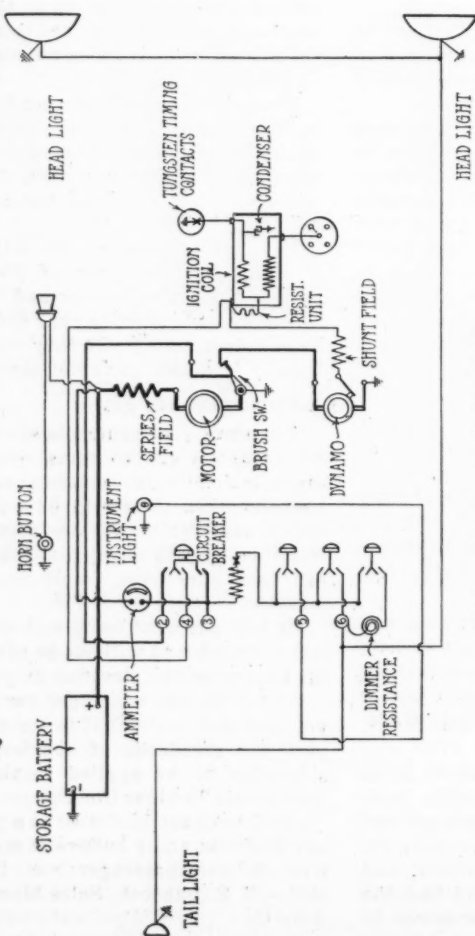 HEAD LIGHT
HEAD LIGHT
TUNGSTEN TIMING
CONTACTS
CONDENSER
IGNITION
COIL
RESIST.
UNIT
SHUNT FIELD
SERIES
FIELD
MOTOR
BRUSH SW.
DYNAMO
HORN BUTTON
INSTRUMENT
LIGHT
CIRCUIT
BREAKER
AMMETER
2
4
3
5
6
DIMMER
RESISTANCE
STORAGE BATTERY
+
-
TAIL LIGHT